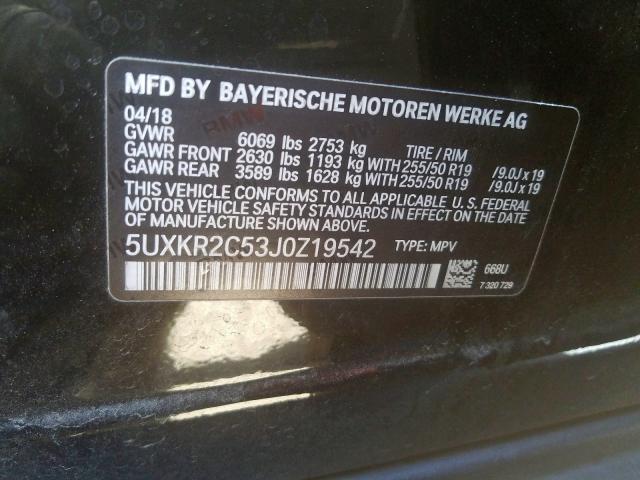 MFD BY BAYERISCHE MOTOREN WERKE AG
04/18
GVWR 6069 lbs 2753 kg TIRE / RIM
GAWR FRONT 2630 lbs 1193 kg WITH 255/50 R19 /9.0J x 19
GAWR REAR 3589 lbs 1628 kg WITH 255/50 R19 /9.0J x 19
THIS VEHICLE CONFORMS TO ALL APPLICABLE U. S. FEDERAL
MOTOR VEHICLE SAFETY STANDARDS IN EFFECT ON THE DATE
OF MANUFACTURE SHOWN ABOVE.
5UXKR2C53J0Z19542 TYPE: MPV
668U
7 320 729
BMW